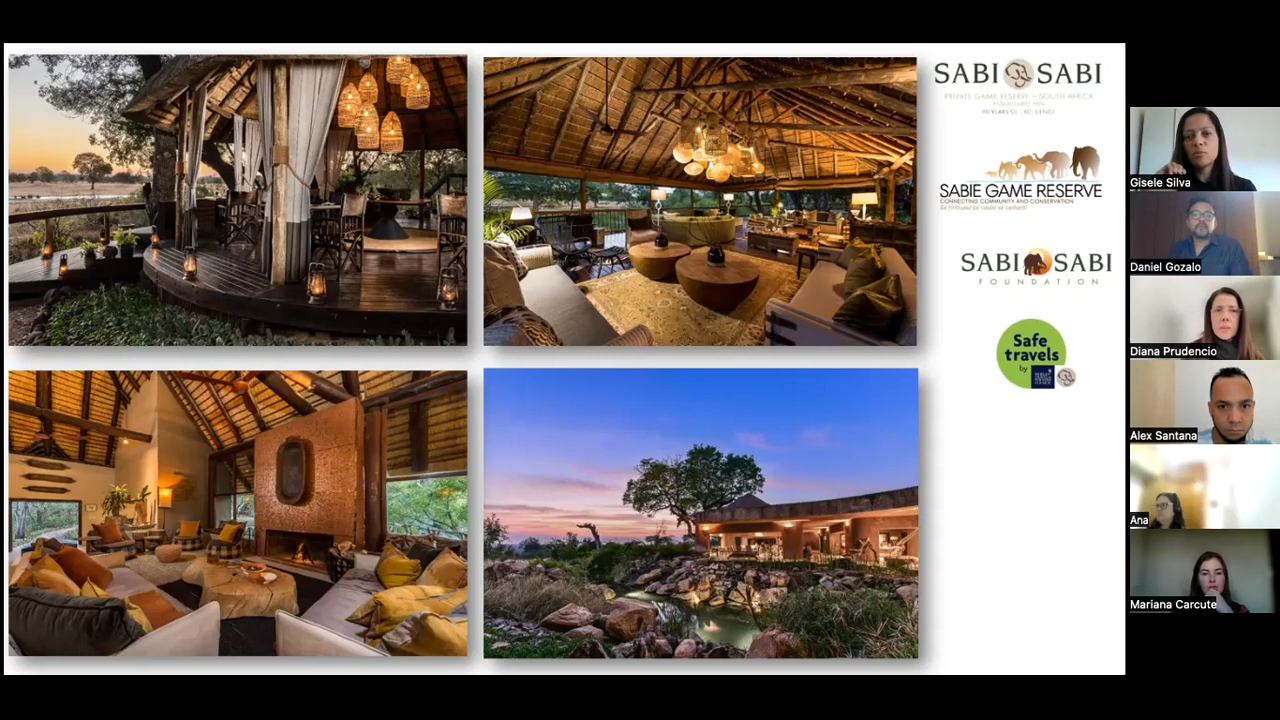 SABI SABI
PRIVATE GAME RESERVE ~ SOUTH AFRICA
SABIE GAME RESERVE
CONNECTING COMMUNITY AND CONSERVATION
SABI SABI
FOUNDATION
Safe
travels
by
Gisele Silva
Daniel Gozalo
Diana Prudencio
Alex Santana
Ana
Mariana Carcute